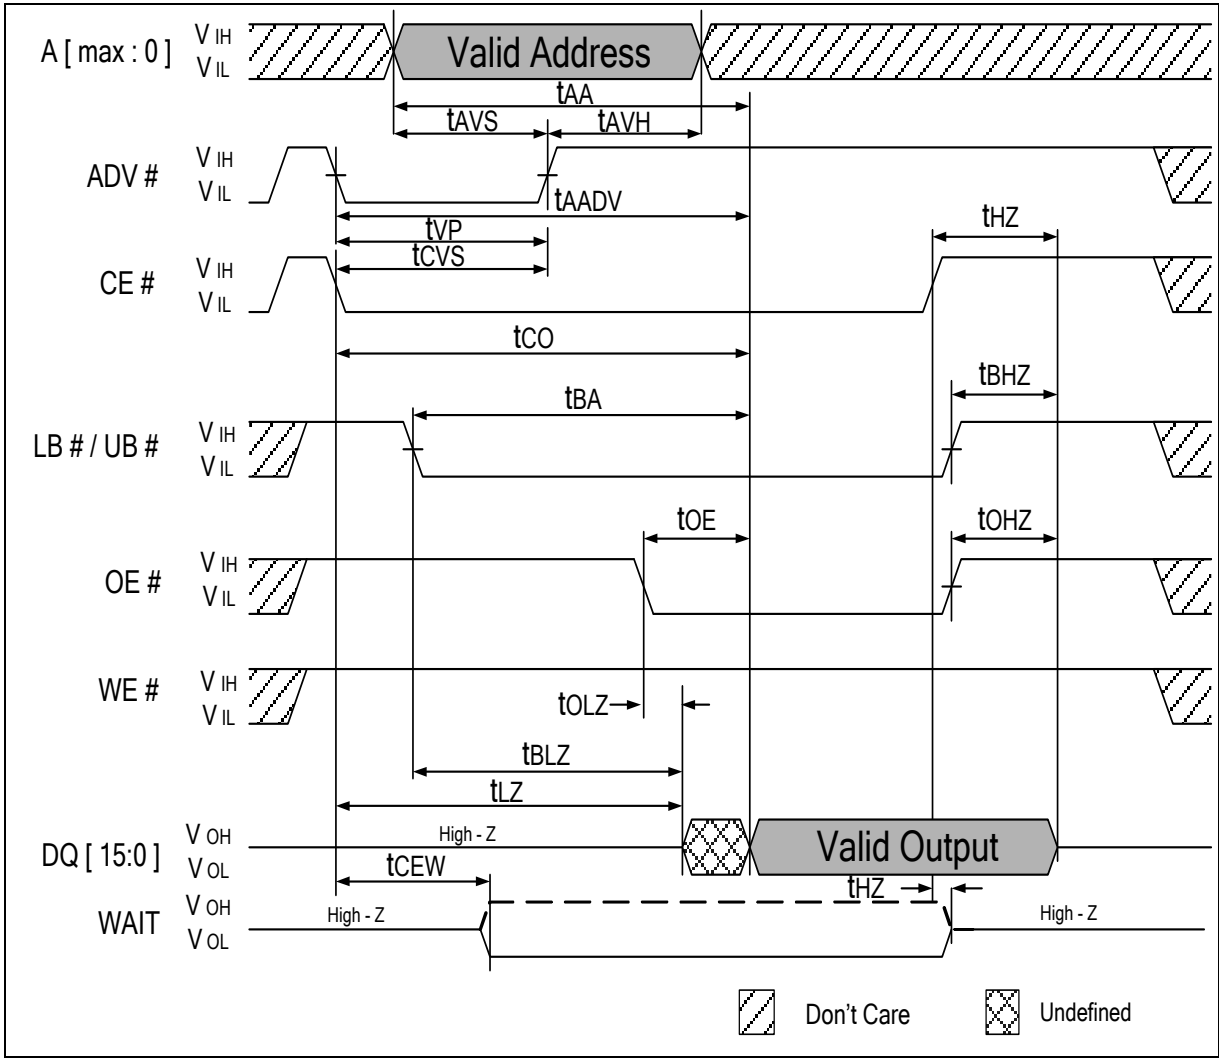 A [ max : 0 ]
V IH
V IL
Valid Address
tAA
tAVS
tAVH
ADV #
V IH
V IL
tAADV
tVP
tCVS
tHZ
CE #
V IH
V IL
tCO
tBA
tBHZ
LB # / UB #
V IH
V IL
tOE
tOHZ
OE #
V IH
V IL
WE #
V IH
V IL
tOLZ
tBLZ
tLZ
DQ [ 15:0 ]
V OH
V OL
High - Z
Valid Output
tCEW
tHZ
WAIT
V OH
V OL
High - Z
High - Z
Don't Care
Undefined